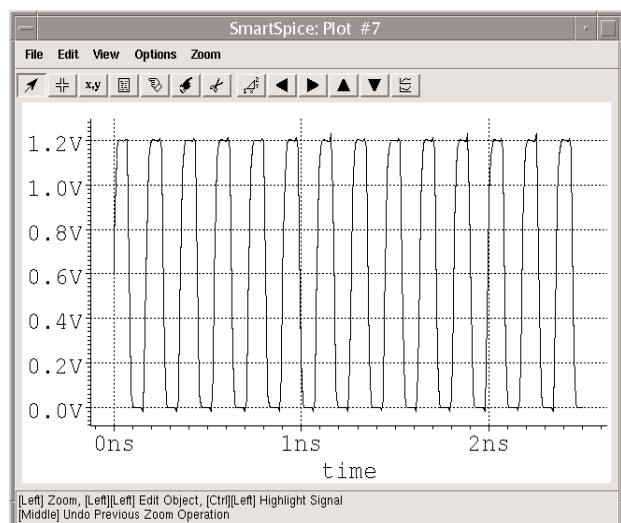 SmartSpice: Plot #7
File Edit View Options Zoom
x,y
1.2V
1.0V
0.8V
0.6V
0.4V
0.2V
0.0V
0ns 1ns 2ns
time
[Left] Zoom, [Left][Left] Edit Object, [Ctrl][Left] Highlight Signal
[Middle] Undo Previous Zoom Operation